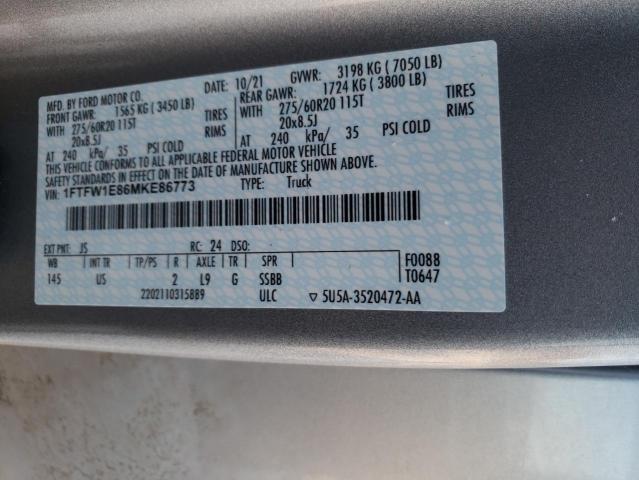 MFD. BY FORD MOTOR CO. DATE: 10/21 GVWR: 3198 KG ( 7050 LB)
FRONT GAWR: 1565 KG ( 3450 LB) REAR GAWR: 1724 KG ( 3800 LB)
WITH 275/60R20 115T TIRES WITH 275/60R20 115T TIRES
20x8.5J RIMS 20x8.5J RIMS
AT 240 kPa/ 35 PSI COLD AT 240 kPa/ 35 PSI COLD
THIS VEHICLE CONFORMS TO ALL APPLICABLE FEDERAL MOTOR VEHICLE
SAFETY STANDARDS IN EFFECT ON THE DATE OF MANUFACTURE SHOWN ABOVE.
VIN: 1FTFW1E86MKE86773 TYPE: Truck
EXT PNT: JS RC: 24 DSO: F0088
WB INT TR TP/PS R AXLE TR SPR T0647
145 US 2 L9 G SSBB
2202110315889 ULC ▽ 5U5A-3520472-AA